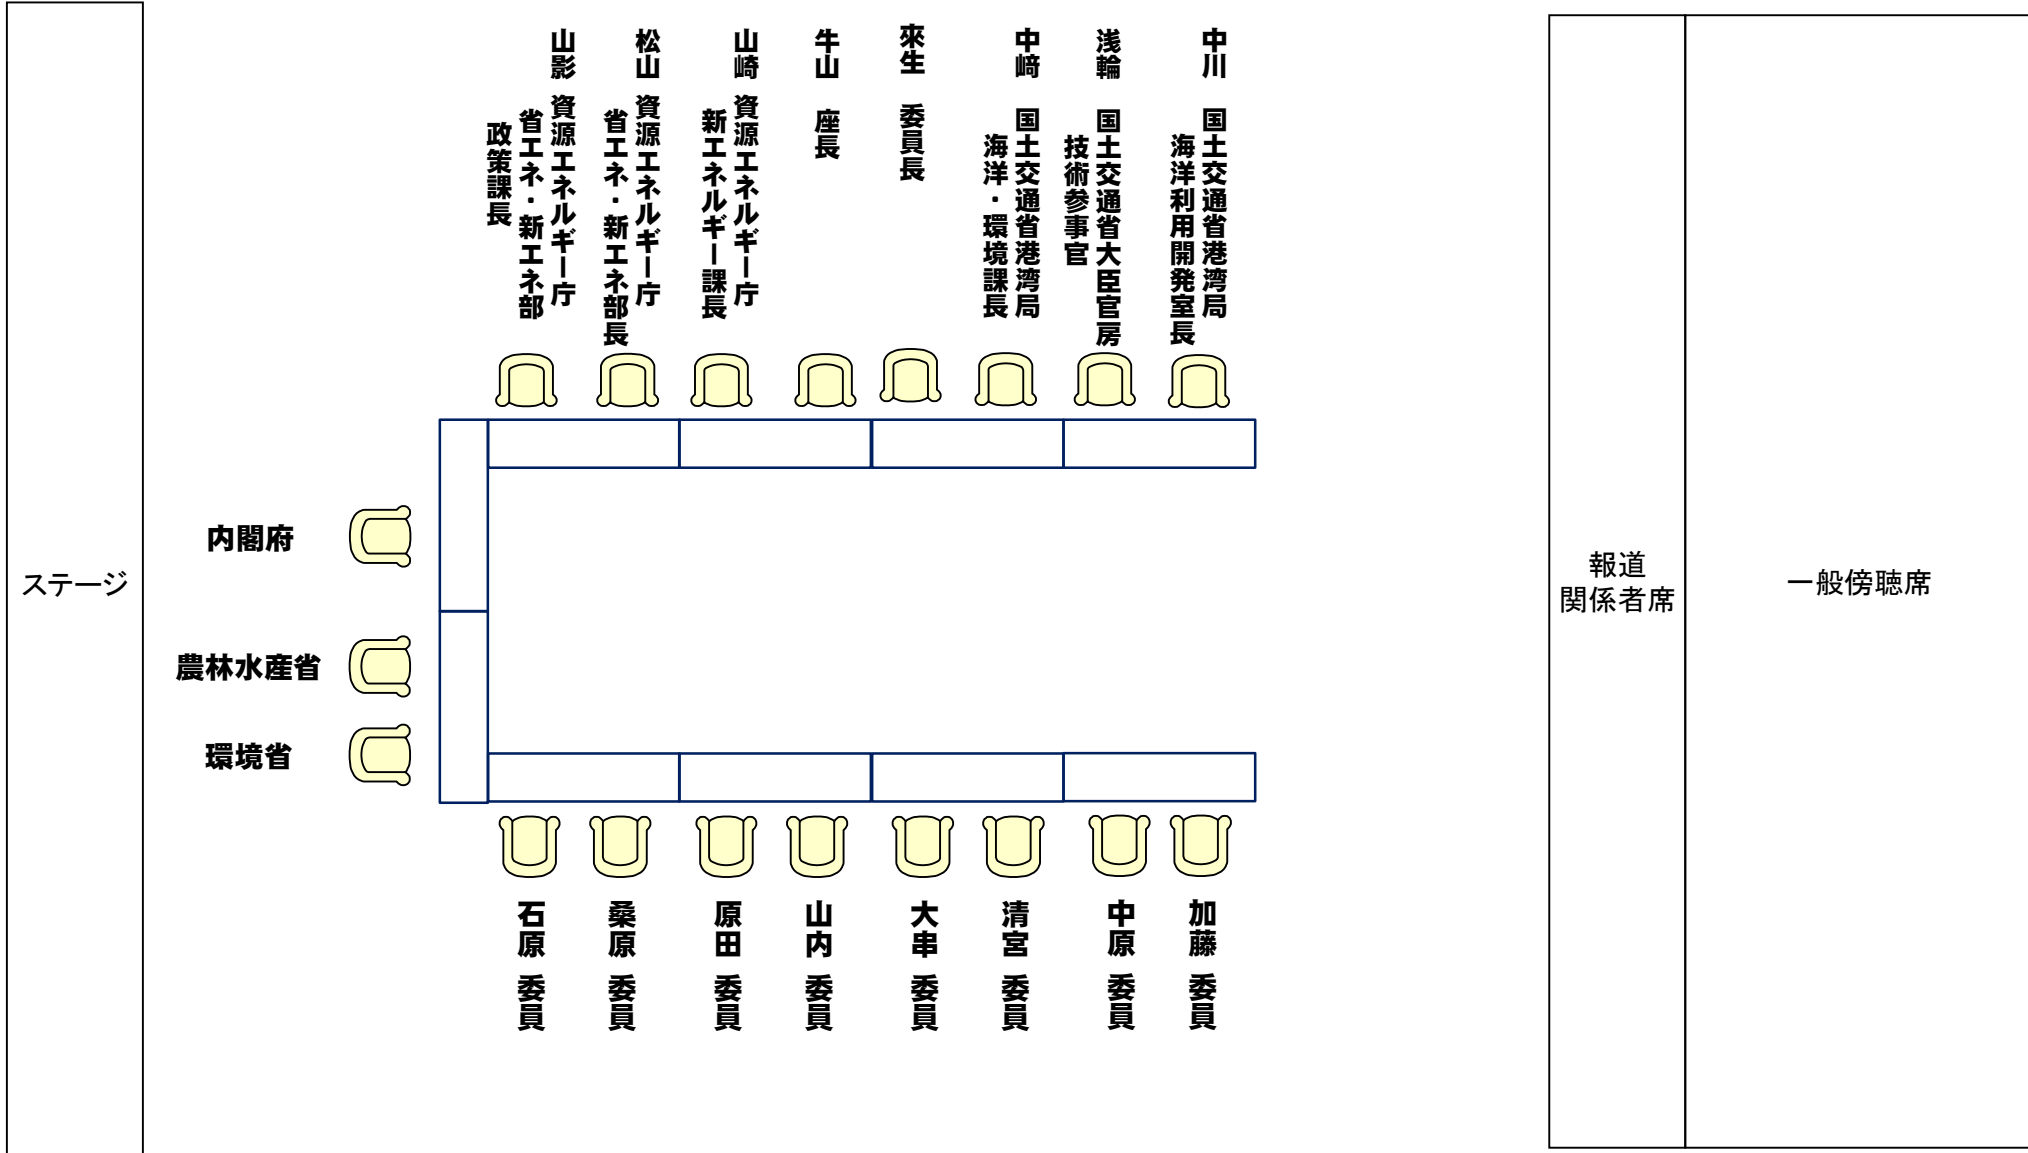 ステージ
山影 資源エネルギー庁
省エネ・新エネ部
政策課長
松山 資源エネルギー庁
省エネ・新エネ部長
山崎 資源エネルギー庁
新エネルギー課長
牛山 座長
來生 委員長
中﨑 国土交通省港湾局
海洋・環境課長
浅輪 国土交通省大臣官房
技術参事官
中川 国土交通省港湾局
海洋利用開発室長
内閣府
農林水産省
環境省
石原 委員
桑原 委員
原田 委員
山内 委員
大串 委員
清宮 委員
中原 委員
加藤 委員
報道
関係者席
一般傍聴席